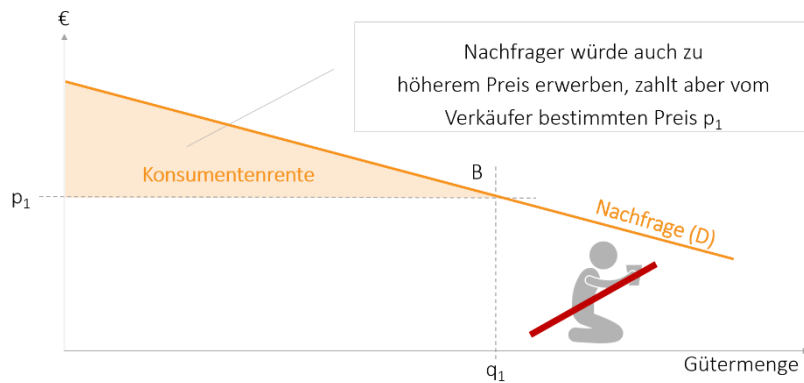 €
Nachfrager würde auch zu
höherem Preis erwerben, zahlt aber vom
Verkäufer bestimmten Preis p₁
Konsumentenrente
B
p₁
Nachfrage (D)
q₁
Gütermenge